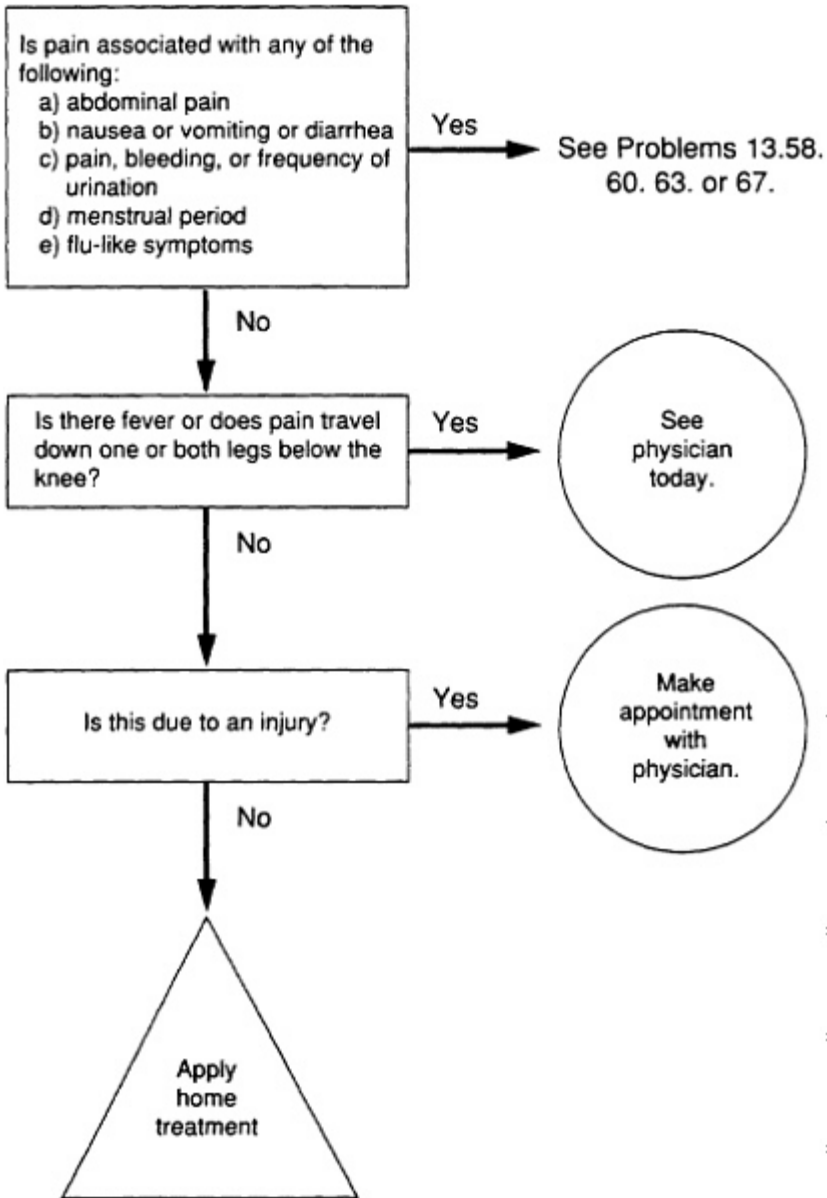 Is pain associated with any of the
following:
a) abdominal pain
b) nausea or vomiting or diarrhea
c) pain, bleeding, or frequency of
urination
d) menstrual period
e) flu-like symptoms
Yes
See Problems 13.58.
60. 63. or 67.
No
Is there fever or does pain travel
down one or both legs below the
knee?
Yes
See
physician
today.
No
Is this due to an injury?
Yes
Make
appointment
with
physician.
No
Apply
home
treatment